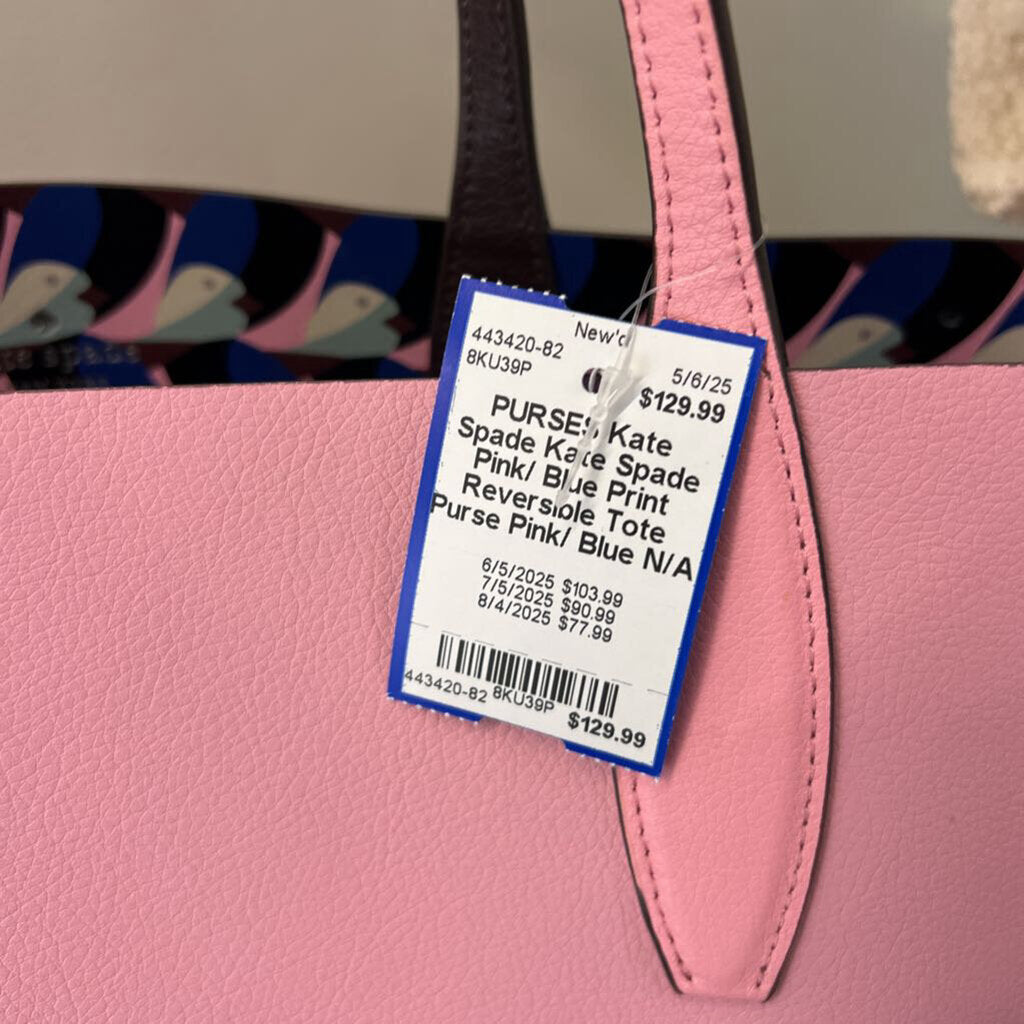 New'd
443420-82
8KU39P
5/6/25
$129.99
PURSES Kate
Spade Kate Spade
Pink/ Blue Print
Reversible Tote
Purse Pink/ Blue N/A
6/5/2025 $103.99
7/5/2025 $90.99
8/4/2025 $77.99
443420-82 8KU39P $129.99
spade